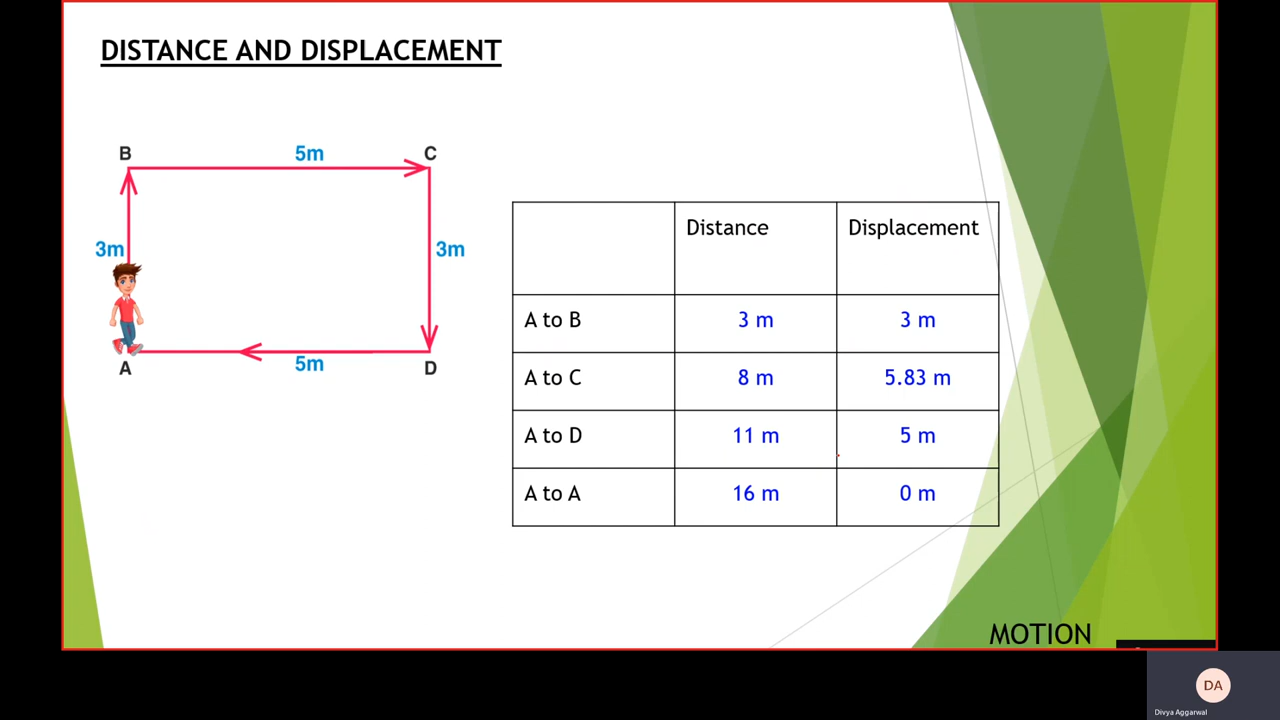 DISTANCE AND DISPLACEMENT
B
5m
C
3m
3m
A
5m
D
Distance
Displacement
A to B
3 m
3 m
A to C
8 m
5.83 m
A to D
11 m
5 m
A to A
16 m
0 m
MOTION
DA
Divya Aggarwal